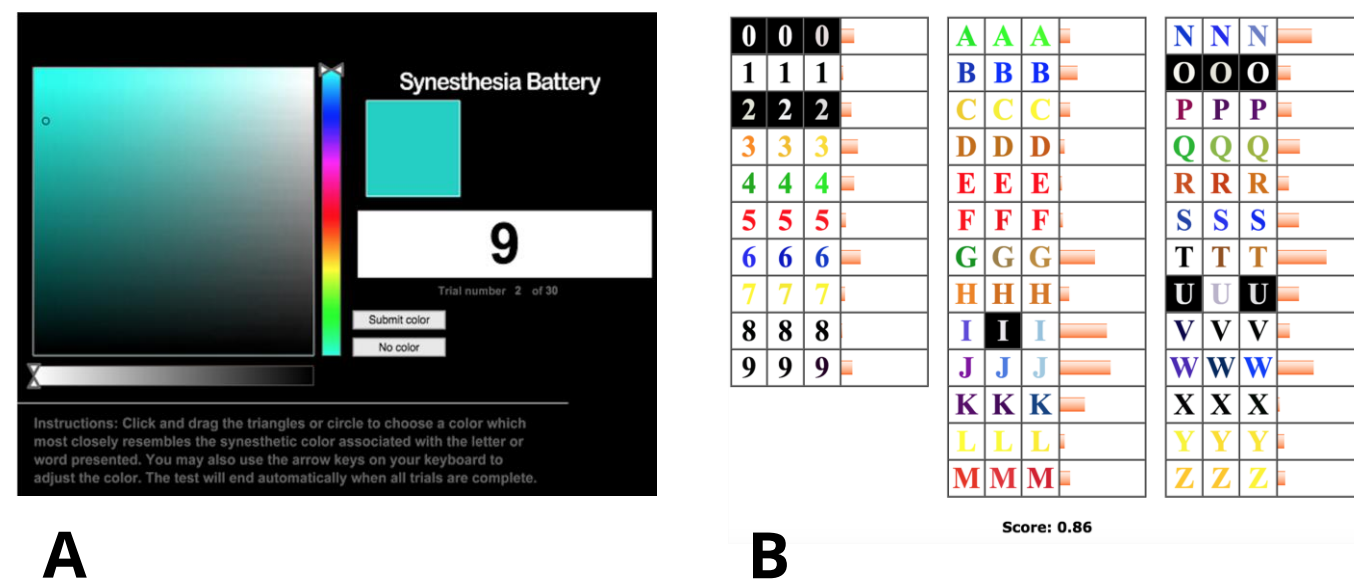 Synesthesia Battery
9
Trial number 2 of 30
Submit color
No color
Instructions: Click and drag the triangles or circle to choose a color which
most closely resembles the synesthetic color associated with the letter or
word presented. You may also use the arrow keys on your keyboard to
adjust the color. The test will end automatically when all trials are complete.
A
0 0 0
1 1 1
2 2 2
3 3 3
4 4 4
5 5 5
6 6 6
7 7 7
8 8 8
9 9 9
A A A
B B B
C C C
D D D
E E E
F F F
G G G
H H H
I I I
J J J
K K K
L L L
M M M
N N N
O O O
P P P
Q Q Q
R R R
S S S
T T T
U U U
V V V
W W W
X X X
Y Y Y
Z Z Z
Score: 0.86
B